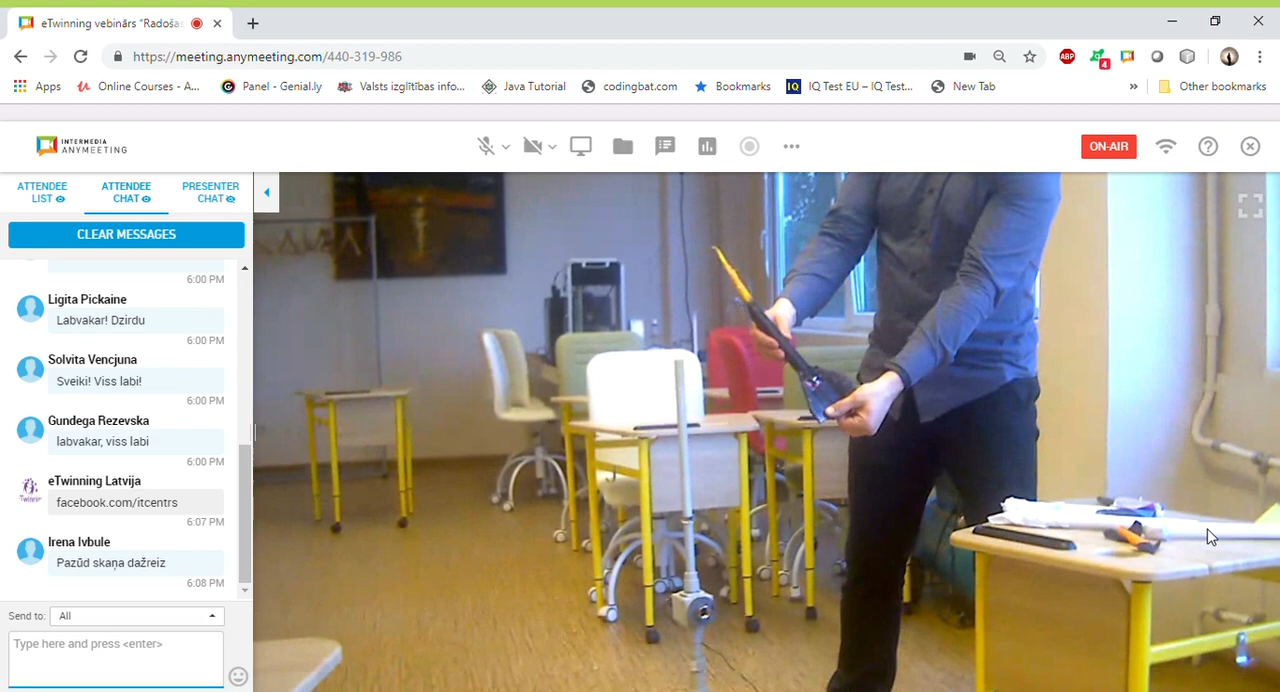 eTwinning vebinārs "Radošas
https://meeting.anymeeting.com/440-319-986
ABP
4
Apps
Online Courses - A...
Panel - Genial.ly
Valsts izglītības info...
Java Tutorial
codingbat.com
Bookmarks
IQ
IQ Test EU – IQ Test...
New Tab
»
Other bookmarks
INTERMEDIA
ANYMEETING
ON-AIR
ATTENDEE
LIST
ATTENDEE
CHAT
PRESENTER
CHAT
CLEAR MESSAGES
6:00 PM
Ligita Pickaine
Labvakar! Dzirdu
6:00 PM
Solvita Vencjuna
Sveiki! Viss labi!
6:00 PM
Gundega Rezevska
labvakar, viss labi
6:00 PM
eTwinning Latvija
facebook.com/itcentrs
6:07 PM
Irena Ivbule
Pazūd skaņa dažreiz
6:08 PM
Send to:
All
Type here and press <enter>